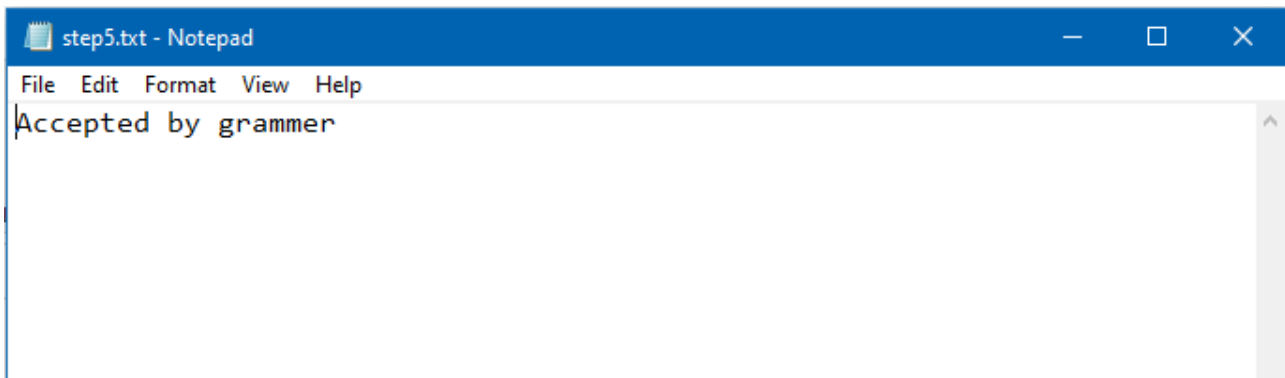 step5.txt - Notepad
File Edit Format View Help
Accepted by grammer